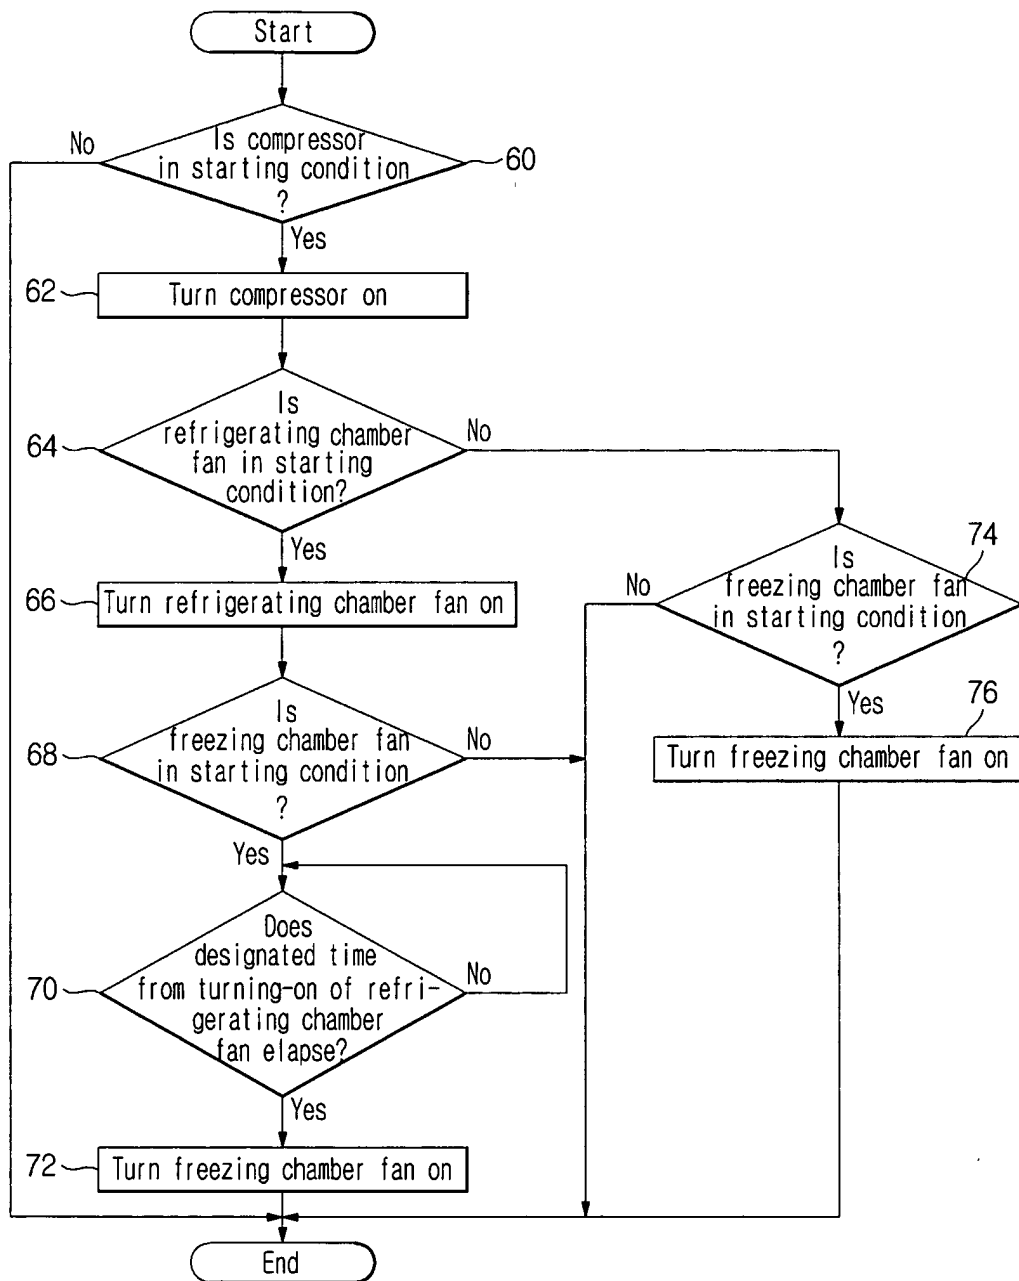 Start
No
Is compressor
in starting condition
?
60
Yes
62
Turn compressor on
Is
refrigerating chamber
fan in starting
condition?
64
No
Yes
66
Turn refrigerating chamber fan on
74
Is
freezing chamber fan
in starting condition
?
No
Yes
76
Turn freezing chamber fan on
68
Is
freezing chamber fan
in starting condition
?
No
Yes
70
Does
designated time
from turning-on of refri-
gerating chamber
fan elapse?
No
Yes
72
Turn freezing chamber fan on
End